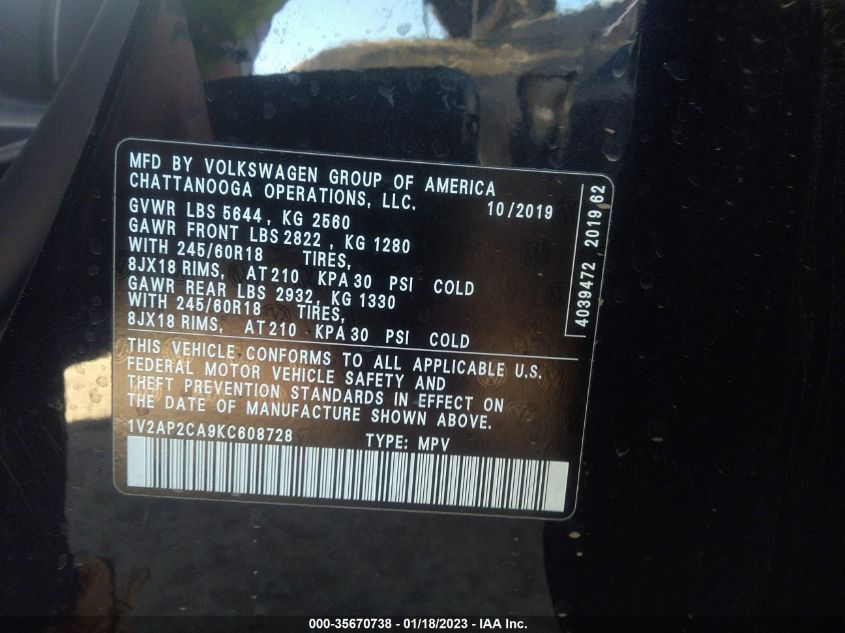 MFD BY VOLKSWAGEN GROUP OF AMERICA
CHATTANOOGA OPERATIONS, LLC. 10/2019
GVWR LBS 5644, KG 2560
GAWR FRONT LBS 2822, KG 1280
WITH 245/60R18 TIRES,
8JX18 RIMS, AT 210 KPA 30 PSI COLD
GAWR REAR LBS 2932, KG 1330
WITH 245/60R18 TIRES,
8JX18 RIMS, AT 210 KPA 30 PSI COLD
4039472 2019 62
THIS VEHICLE CONFORMS TO ALL APPLICABLE U.S.
FEDERAL MOTOR VEHICLE SAFETY AND
THEFT PREVENTION STANDARDS IN EFFECT ON
THE DATE OF MANUFACTURE SHOWN ABOVE.
1V2AP2CA9KC608728 TYPE: MPV
000-35670738 - 01/18/2023 - IAA Inc.